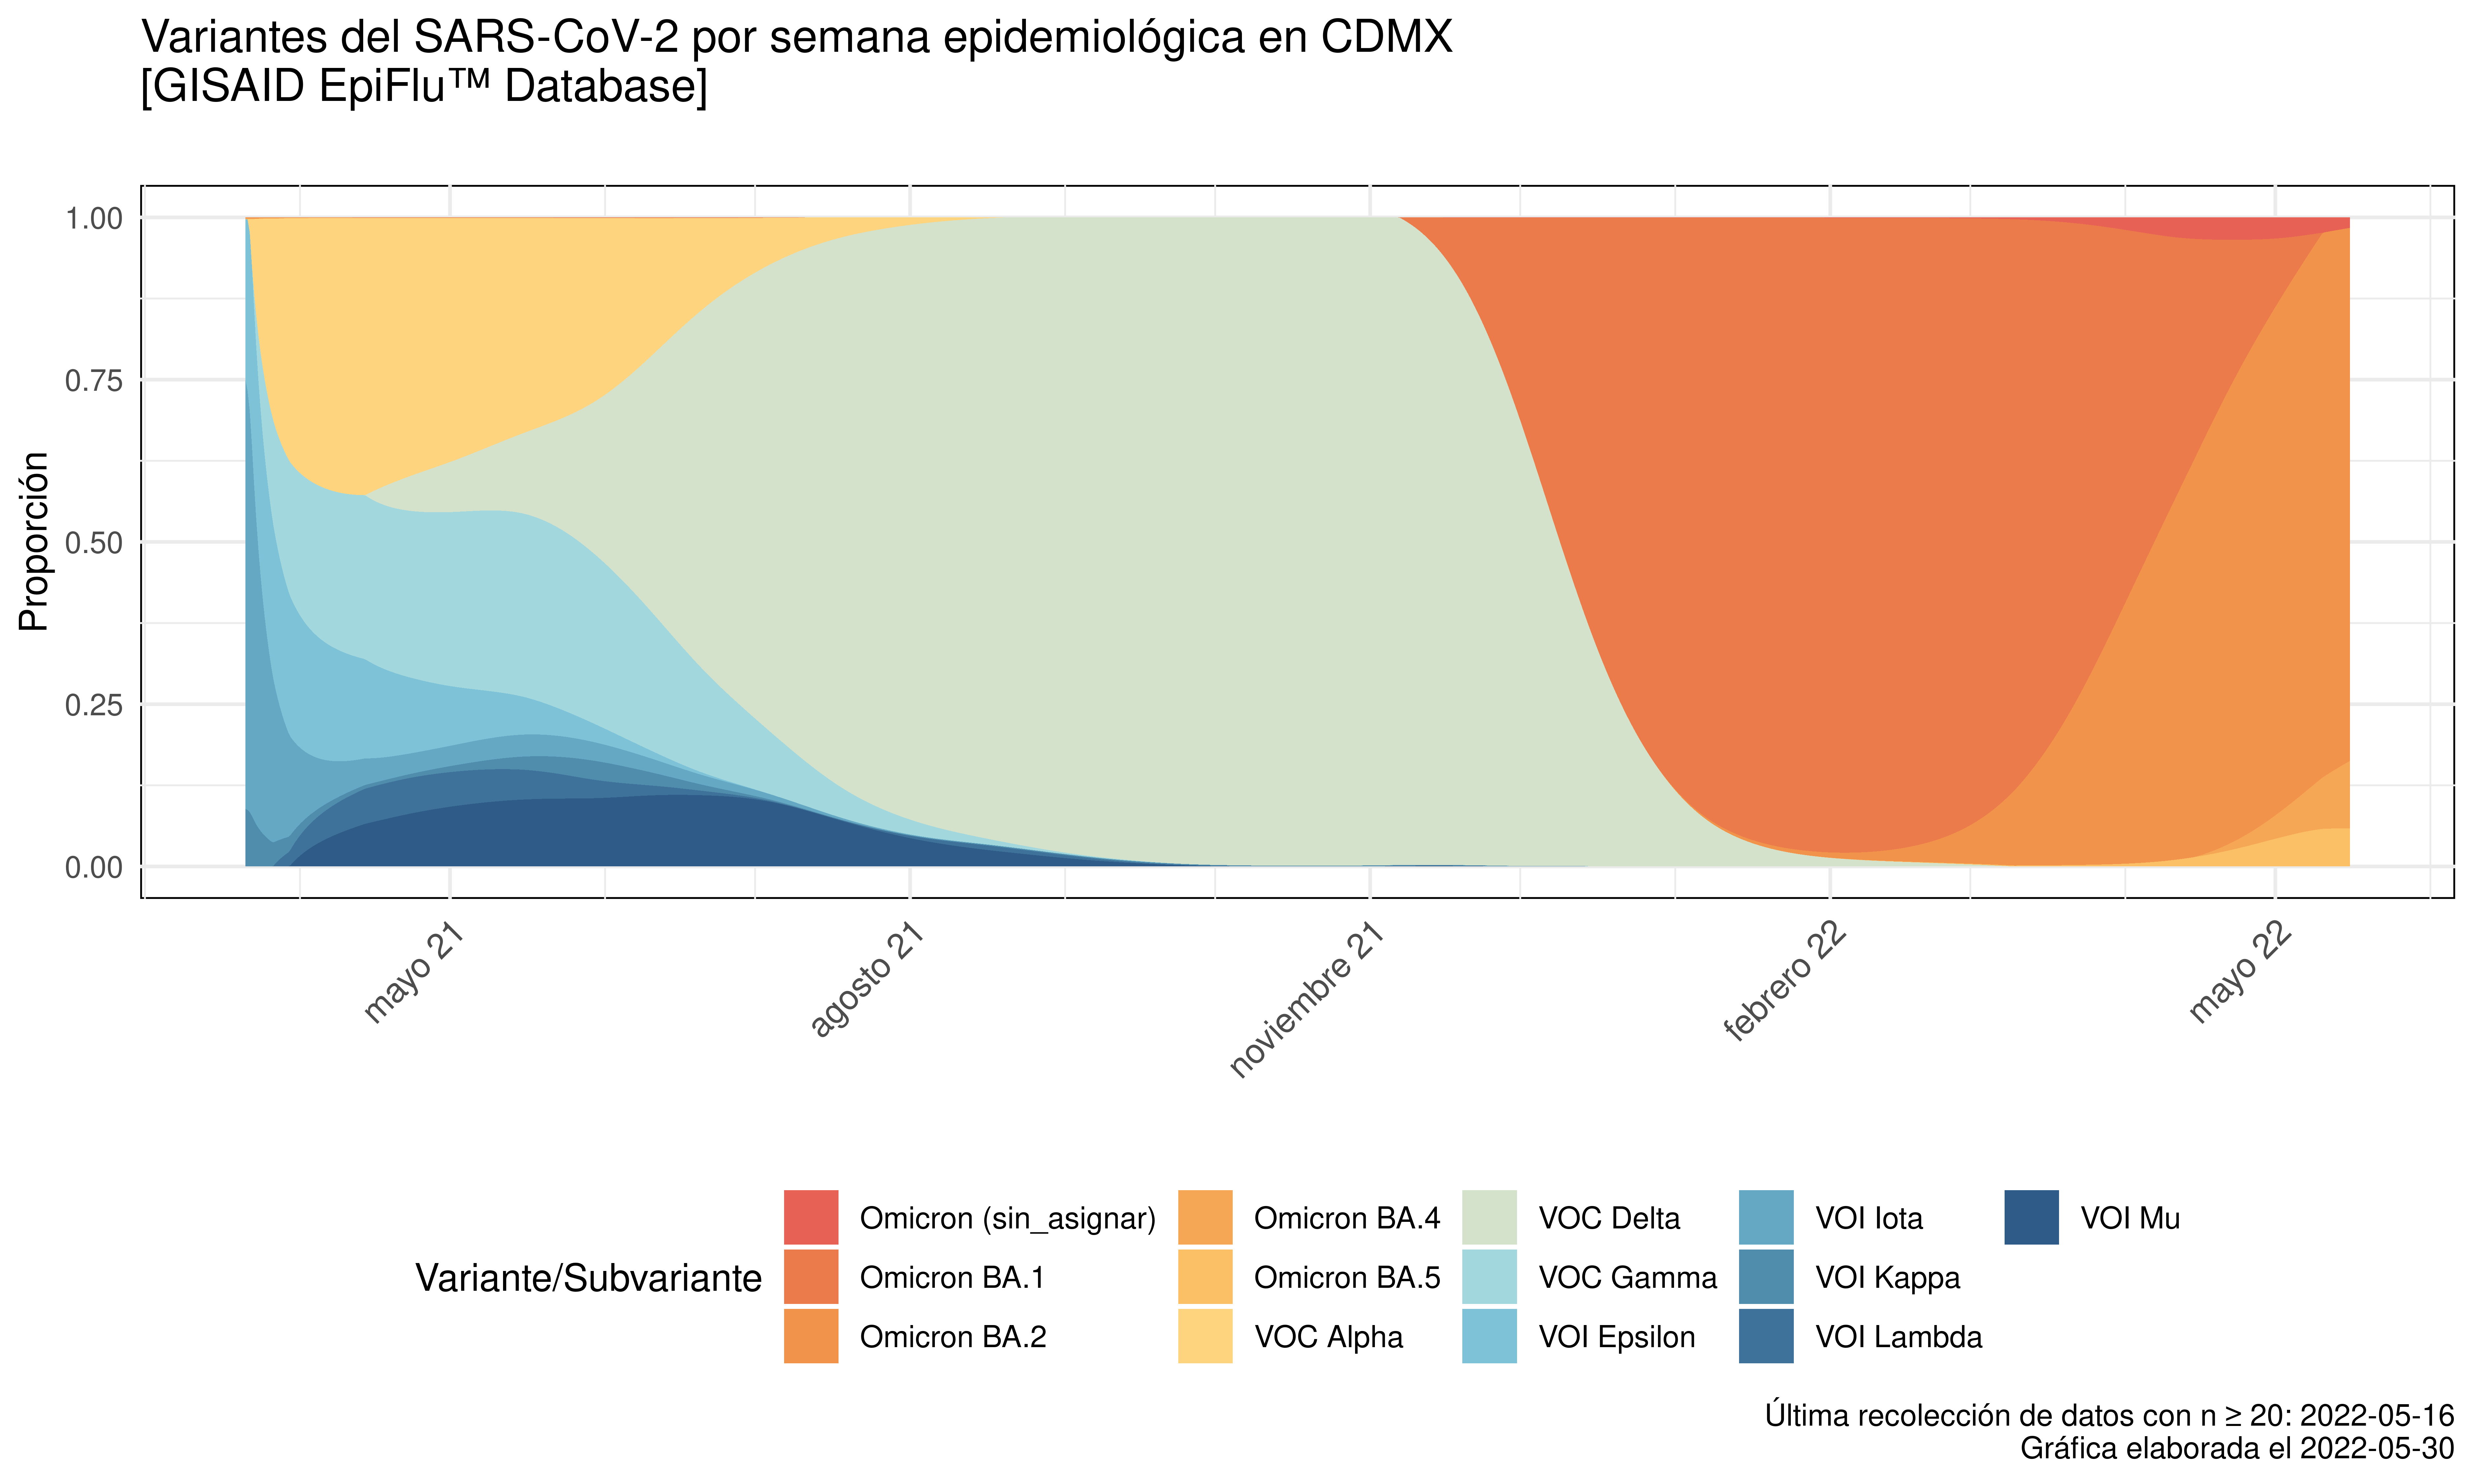 Variantes del SARS-CoV-2 por semana epidemiológica en CDMX
[GISAID EpiFlu™ Database]
1.00
0.75
0.50
0.25
0.00
Proporción
mayo 21
agosto 21
noviembre 21
febrero 22
mayo 22
Variante/Subvariante
Omicron (sin_asignar)
Omicron BA.1
Omicron BA.2
Omicron BA.4
Omicron BA.5
VOC Alpha
VOC Delta
VOC Gamma
VOI Epsilon
VOI Iota
VOI Kappa
VOI Lambda
VOI Mu
Última recolección de datos con n ≥ 20: 2022-05-16
Gráfica elaborada el 2022-05-30